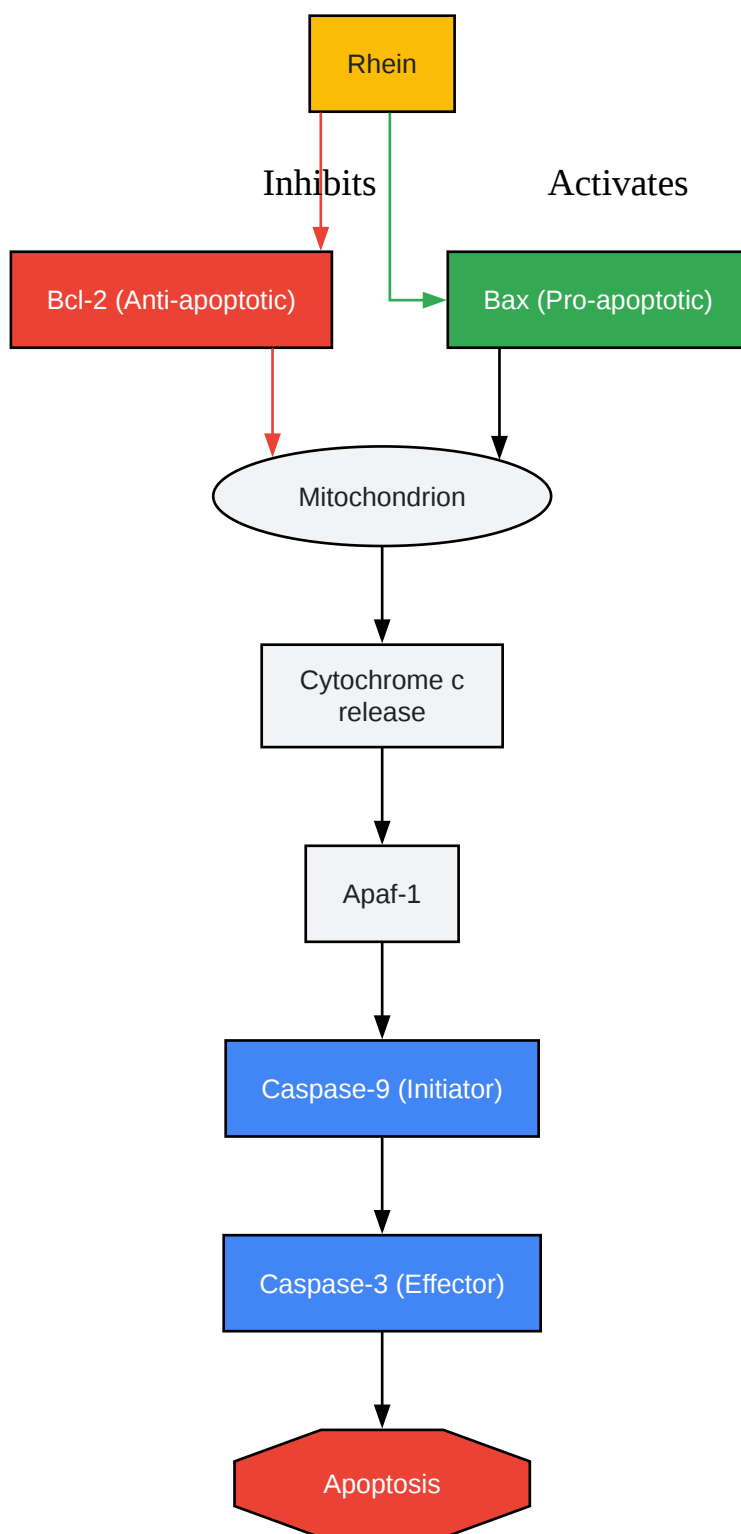 Rhein
Inhibits
Activates
Bcl-2 (Anti-apoptotic)
Bax (Pro-apoptotic)
Mitochondrion
Cytochrome c
release
Apaf-1
Caspase-9 (Initiator)
Caspase-3 (Effector)
Apoptosis